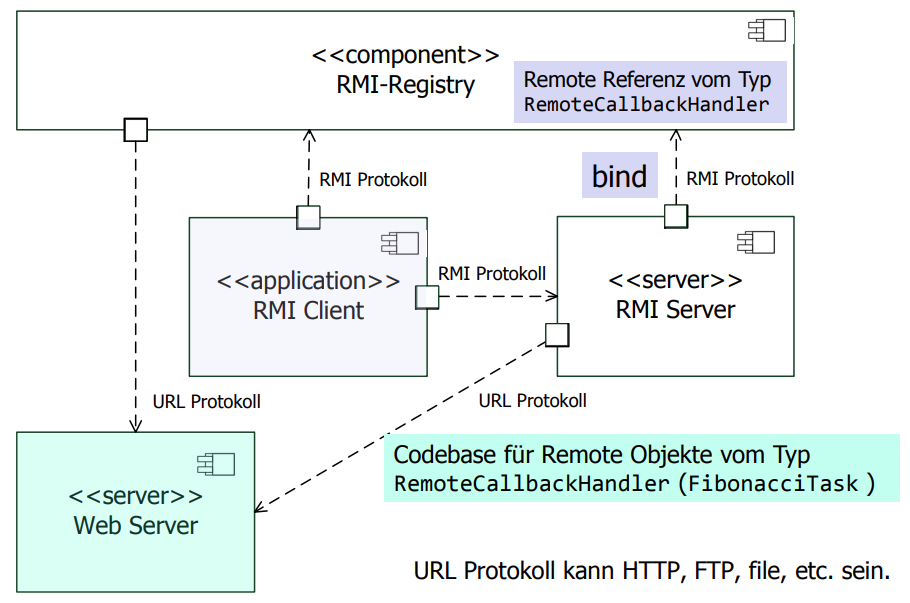 <<component>>
RMI-Registry
Remote Referenz vom Typ
RemoteCallbackHandler
RMI Protokoll
bind
RMI Protokoll
<<application>>
RMI Client
RMI Protokoll
<<server>>
RMI Server
URL Protokoll
URL Protokoll
<<server>>
Web Server
Codebase für Remote Objekte vom Typ
RemoteCallbackHandler (FibonacciTask )
URL Protokoll kann HTTP, FTP, file, etc. sein.